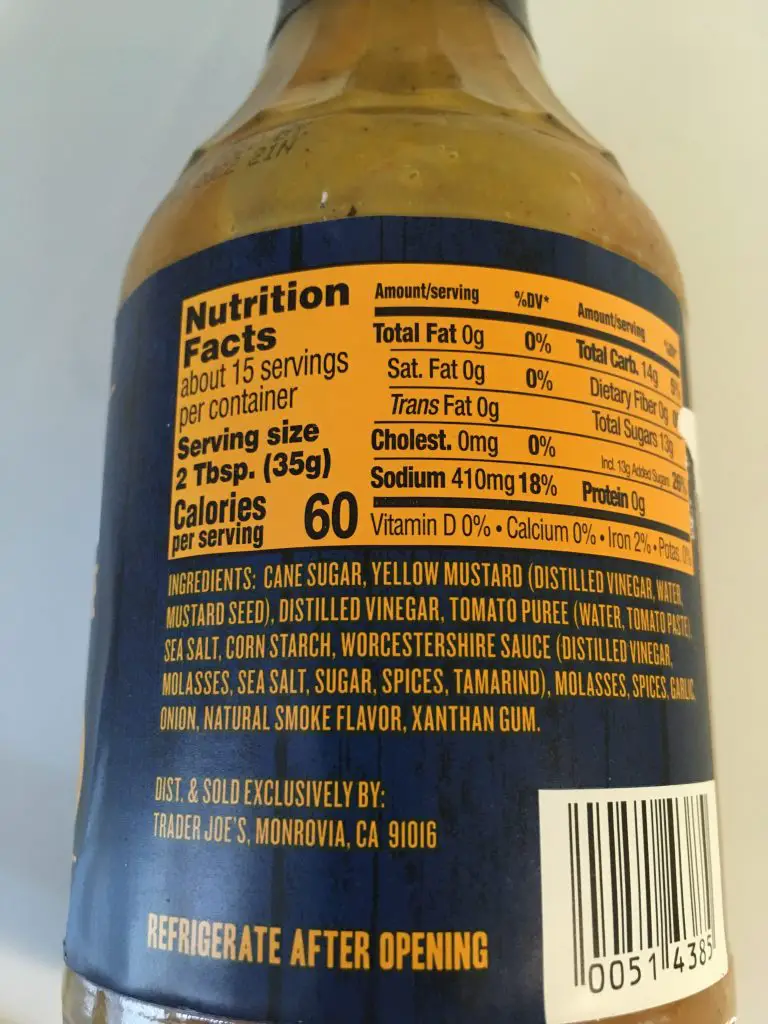 Nutrition
Facts
about 15 servings
per container
Serving size
2 Tbsp. (35g)
Calories
per serving 60
Amount/serving %DV*
Total Fat 0g 0%
Sat. Fat 0g 0%
Trans Fat 0g
Cholest. 0mg 0%
Sodium 410mg 18%
Amount/serving
Total Carb. 14g
Dietary Fiber 0g
Total Sugars 13g
Incl. 13g Added Sugars 26%
Protein 0g
Vitamin D 0% • Calcium 0% • Iron 2% • Potas. 0%
INGREDIENTS: CANE SUGAR, YELLOW MUSTARD (DISTILLED VINEGAR, WATER,
MUSTARD SEED), DISTILLED VINEGAR, TOMATO PUREE (WATER, TOMATO PASTE),
SEA SALT, CORN STARCH, WORCESTERSHIRE SAUCE (DISTILLED VINEGAR,
MOLASSES, SEA SALT, SUGAR, SPICES, TAMARIND), MOLASSES, SPICES, GARLIC,
ONION, NATURAL SMOKE FLAVOR, XANTHAN GUM.
DIST. & SOLD EXCLUSIVELY BY:
TRADER JOE'S, MONROVIA, CA 91016
REFRIGERATE AFTER OPENING
0051 4385